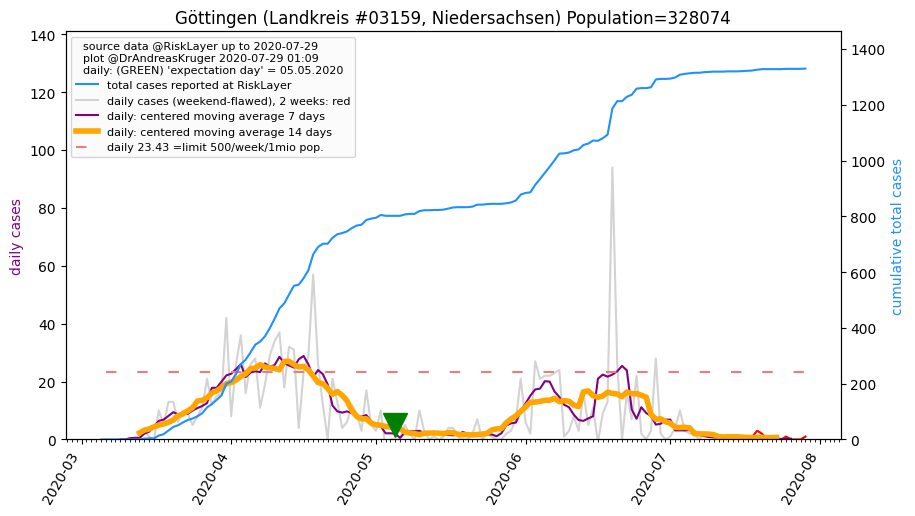 Göttingen (Landkreis #03159, Niedersachsen) Population=328074
source data @RiskLayer up to 2020-07-29
plot @DrAndreasKruger 2020-07-29 01:09
daily: (GREEN) 'expectation day' = 05.05.2020
total cases reported at RiskLayer
daily cases (weekend-flawed), 2 weeks: red
daily: centered moving average 7 days
daily: centered moving average 14 days
daily 23.43 =limit 500/week/1mio pop.
daily cases
140
120
100
80
60
40
20
0
cumulative total cases
1400
1200
1000
800
600
400
200
0
2020-03
2020-04
2020-05
2020-06
2020-07
2020-08